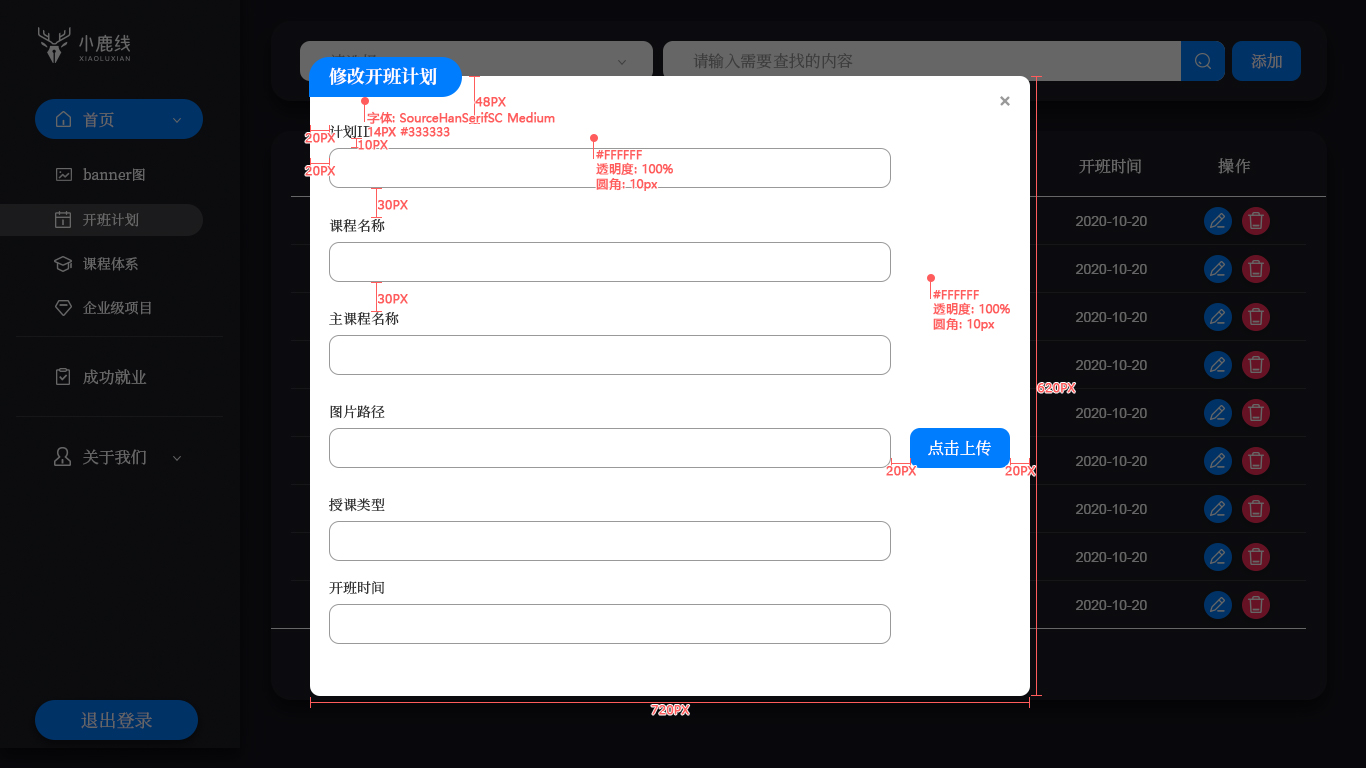 小鹿线
XIAOLUXIAN
首页
banner图
开班计划
课程体系
企业级项目
成功就业
关于我们
退出登录
请输入需要查找的内容
添加
开班时间 操作
2020-10-20
2020-10-20
2020-10-20
2020-10-20
2020-10-20
2020-10-20
2020-10-20
2020-10-20
2020-10-20
修改开班计划
×
48PX
字体: SourceHanSerifSC Medium
14PX #333333
计划ID
20PX
10PX
20PX
#FFFFFF
透明度: 100%
圆角: 10px
30PX
课程名称
30PX
#FFFFFF
透明度: 100%
圆角: 10px
主课程名称
620PX
图片路径
点击上传
20PX
20PX
授课类型
开班时间
720PX